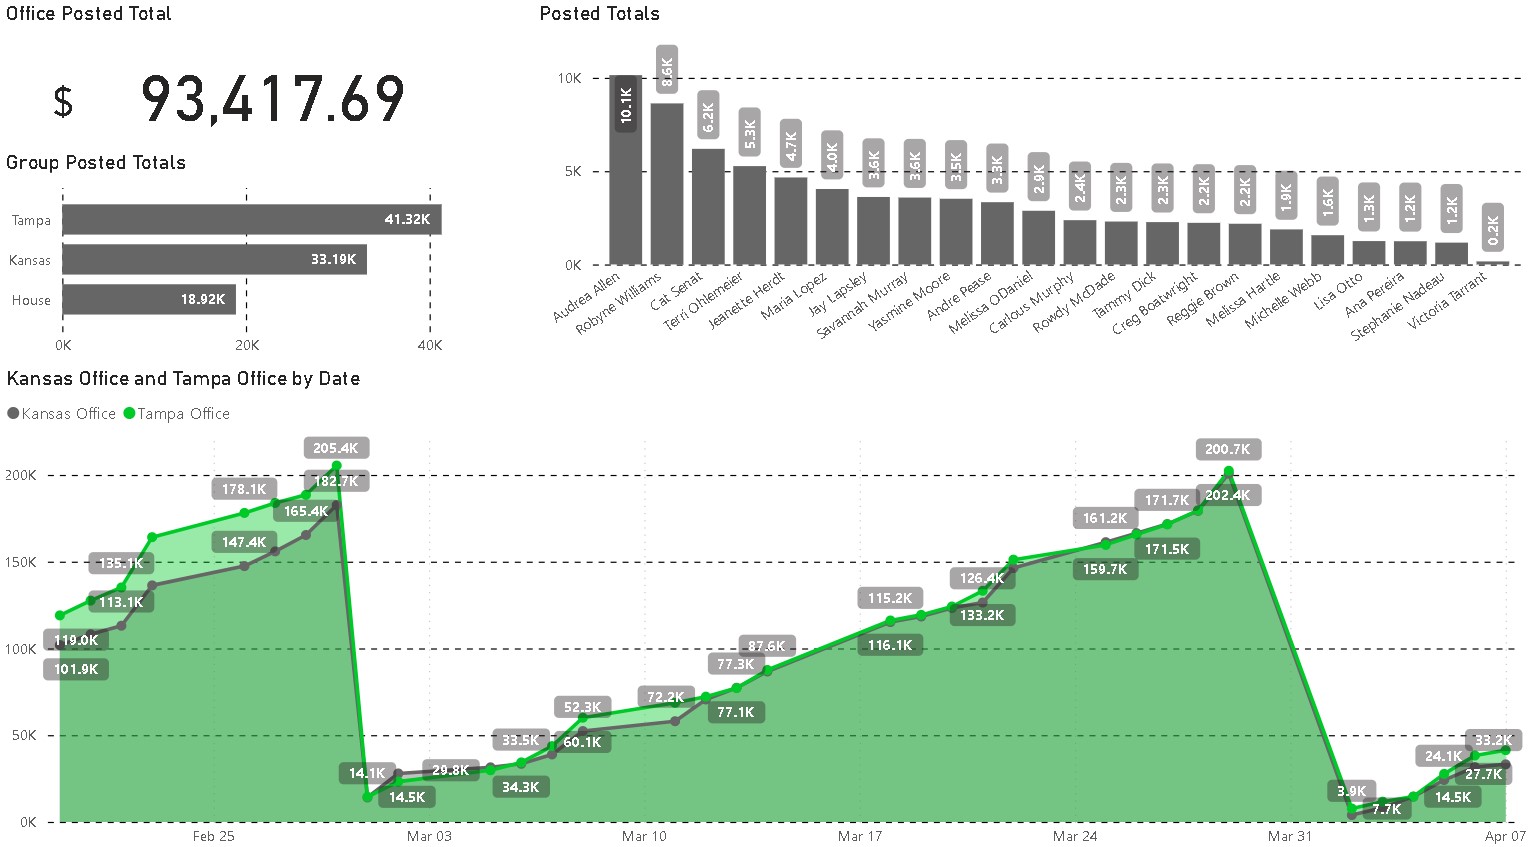 Office Posted Total
$ 93,417.69
Group Posted Totals
Tampa 41.32K
Kansas 33.19K
House 18.92K
0K 20K 40K
Posted Totals
10K
5K
0K
10.1K 8.6K 6.2K 5.3K 4.7K 4.0K 3.6K 3.6K 3.5K 3.3K 2.9K 2.4K 2.3K 2.3K 2.2K 2.2K 1.9K 1.6K 1.3K 1.2K 1.2K 0.2K
Audrea Allen
Robyne Williams
Cat Senat
Terri Ohlemeier
Jeanette Herdt
Maria Lopez
Jay Lapsley
Savannah Murray
Yasmine Moore
Andre Pease
Melissa ODaniel
Carlous Murphy
Rowdy McDade
Tammy Dick
Creg Boatwright
Reggie Brown
Melissa Hartle
Michelle Webb
Lisa Otto
Ana Pereira
Stephanie Nadeau
Victoria Tarrant
Kansas Office and Tampa Office by Date
Kansas Office Tampa Office
200K
150K
100K
50K
0K
119.0K
101.9K
135.1K
113.1K
178.1K
147.4K
165.4K
205.4K
182.7K
14.1K
14.5K
29.8K
33.5K
34.3K
52.3K
60.1K
72.2K
77.3K
77.1K
87.6K
115.2K
116.1K
126.4K
133.2K
161.2K
159.7K
171.7K
171.5K
200.7K
202.4K
3.9K
7.7K
24.1K
14.5K
33.2K
27.7K
Feb 25 Mar 03 Mar 10 Mar 17 Mar 24 Mar 31 Apr 07